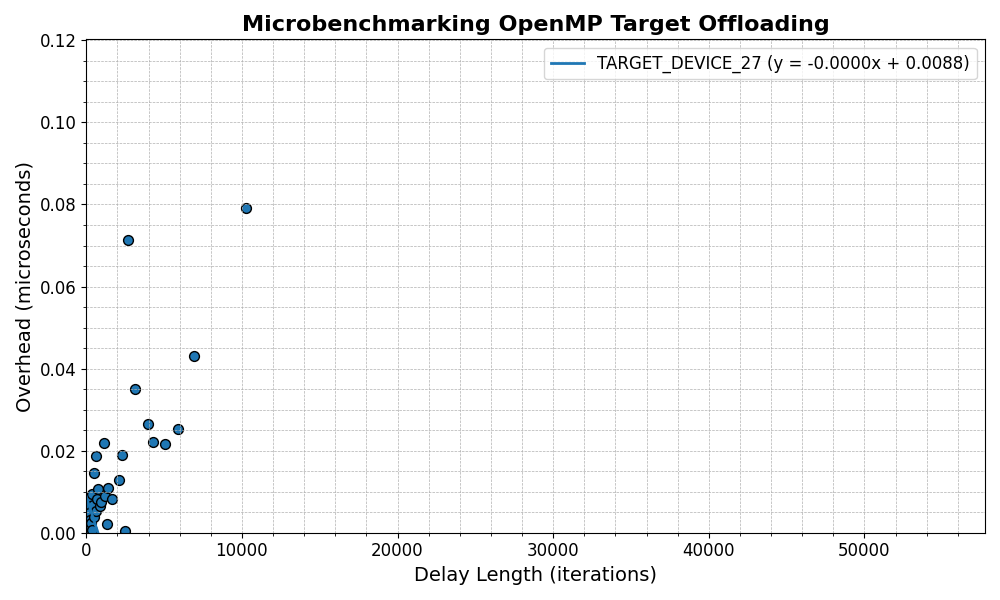 Microbenchmarking OpenMP Target Offloading
TARGET_DEVICE_27 (y = -0.0000x + 0.0088)
Overhead (microseconds)
0.12
0.10
0.08
0.06
0.04
0.02
0.00
0 10000 20000 30000 40000 50000
Delay Length (iterations)